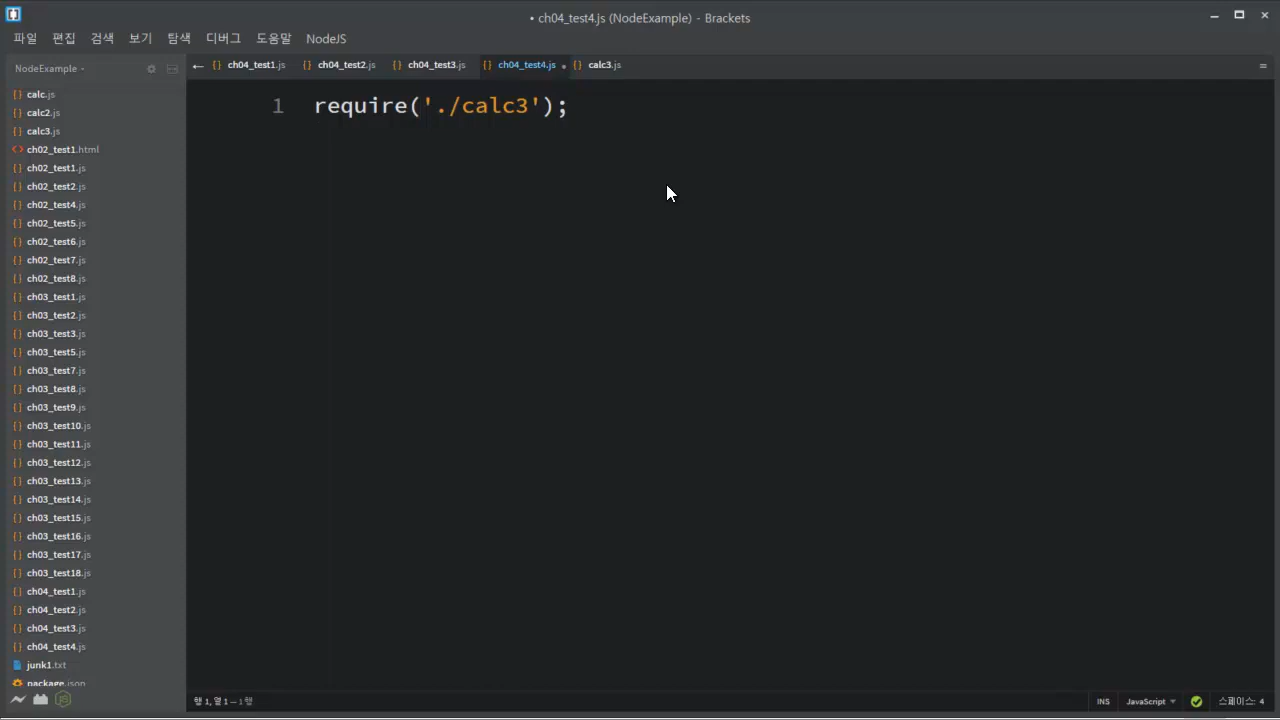 • ch04_test4.js (NodeExample) - Brackets
파일 편집 검색 보기 탐색 디버그 도움말 NodeJS
NodeExample
ch04_test1.js ch04_test2.js ch04_test3.js ch04_test4.js • calc3.js
1 require('./calc3');
calc.js
calc2.js
calc3.js
ch02_test1.html
ch02_test1.js
ch02_test2.js
ch02_test4.js
ch02_test5.js
ch02_test6.js
ch02_test7.js
ch02_test8.js
ch03_test1.js
ch03_test2.js
ch03_test3.js
ch03_test5.js
ch03_test7.js
ch03_test8.js
ch03_test9.js
ch03_test10.js
ch03_test11.js
ch03_test12.js
ch03_test13.js
ch03_test14.js
ch03_test15.js
ch03_test16.js
ch03_test17.js
ch03_test18.js
ch04_test1.js
ch04_test2.js
ch04_test3.js
ch04_test4.js
junk1.txt
package.json
행 1, 열 1 — 1 행 INS JavaScript 스페이스: 4